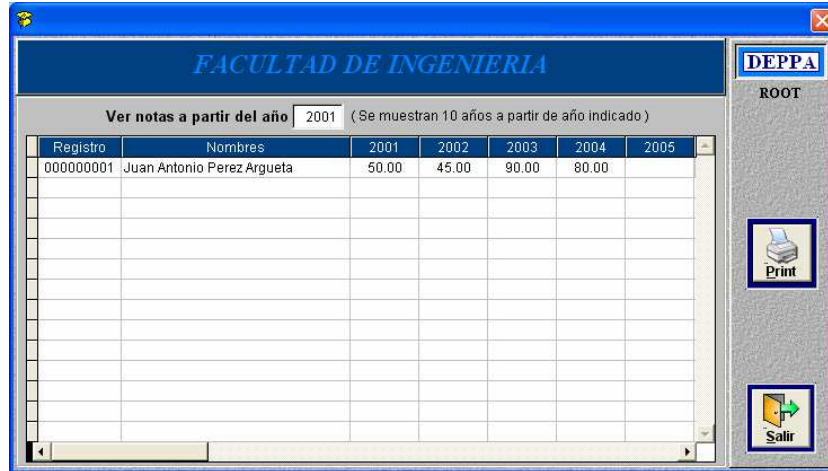 FACULTAD DE INGENIERIA
DEPPA
ROOT
Ver notas a partir del año 2001 ( Se muestran 10 años a partir de año indicado )
Registro Nombres 2001 2002 2003 2004 2005
000000001 Juan Antonio Perez Argueta 50.00 45.00 90.00 80.00
Print
Salir